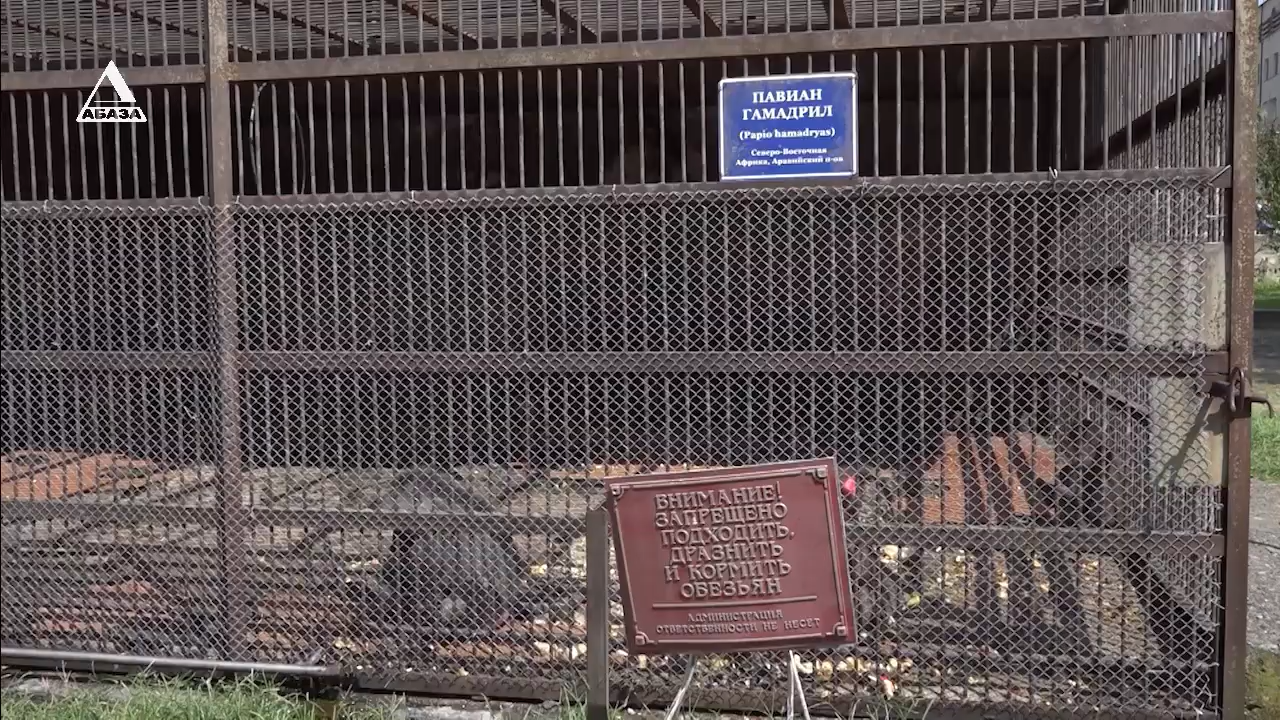 АБАЗА
ПАВИАН
ГАМАДРИЛ
(Papio hamadryas)
Северо-Восточная
Африка, Аравийский п-ов
ВНИМАНИЕ!
ЗАПРЕЩЕНО
ПОДХОДИТЬ,
ДРАЗНИТЬ
И КОРМИТЬ
ОБЕЗЬЯН
АДМИНИСТРАЦИЯ
ОТВЕТСТВЕННОСТИ НЕ НЕСЕТ